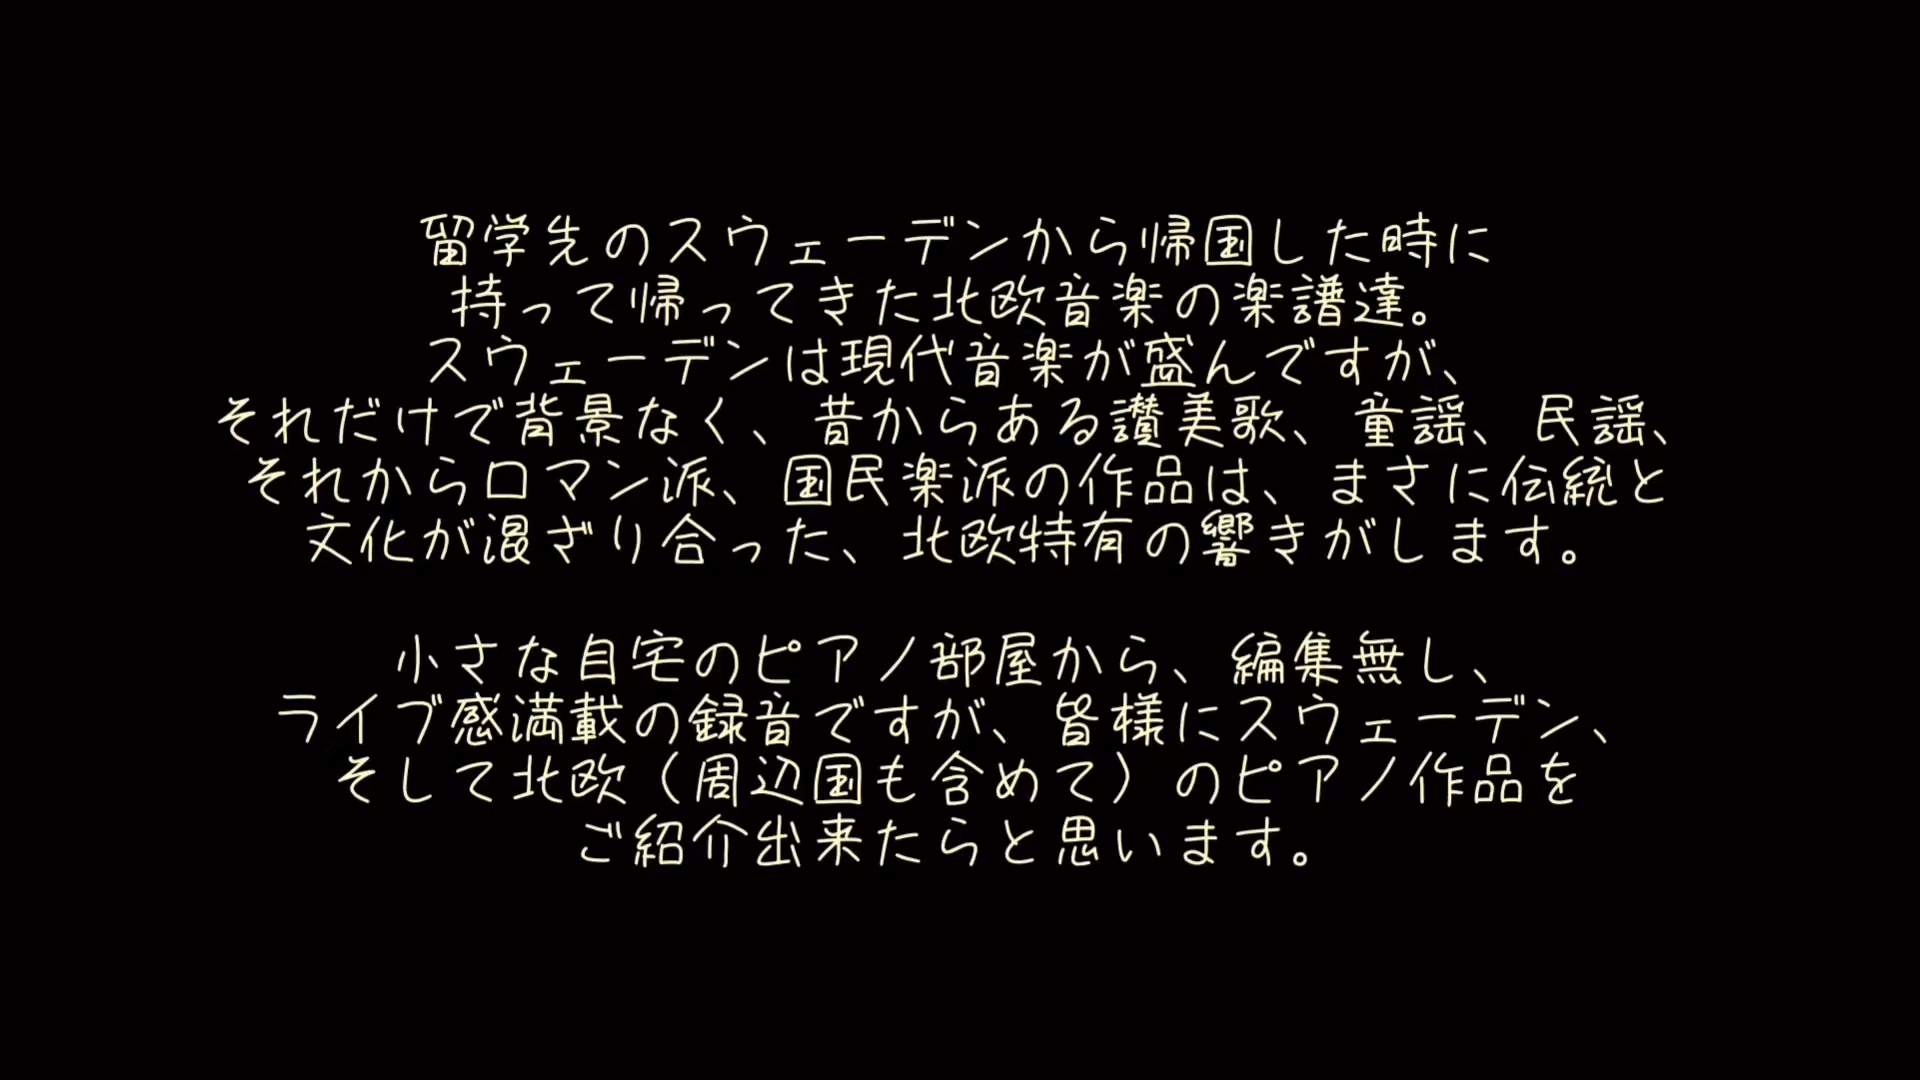 留学先のスウェーデンから帰国した時に
持って帰ってきた北欧音楽の楽譜達。
スウェーデンは現代音楽が盛んですが、
それだけで背景なく、昔からある讃美歌、童謡、民謡、
それからロマン派、国民楽派の作品は、まさに伝統と
文化が混ざり合った、北欧特有の響きがします。
小さな自宅のピアノ部屋から、編集無し、
ライブ感満載の録音ですが、皆様にスウェーデン、
そして北欧（周辺国も含めて）のピアノ作品を
ご紹介出来たらと思います。